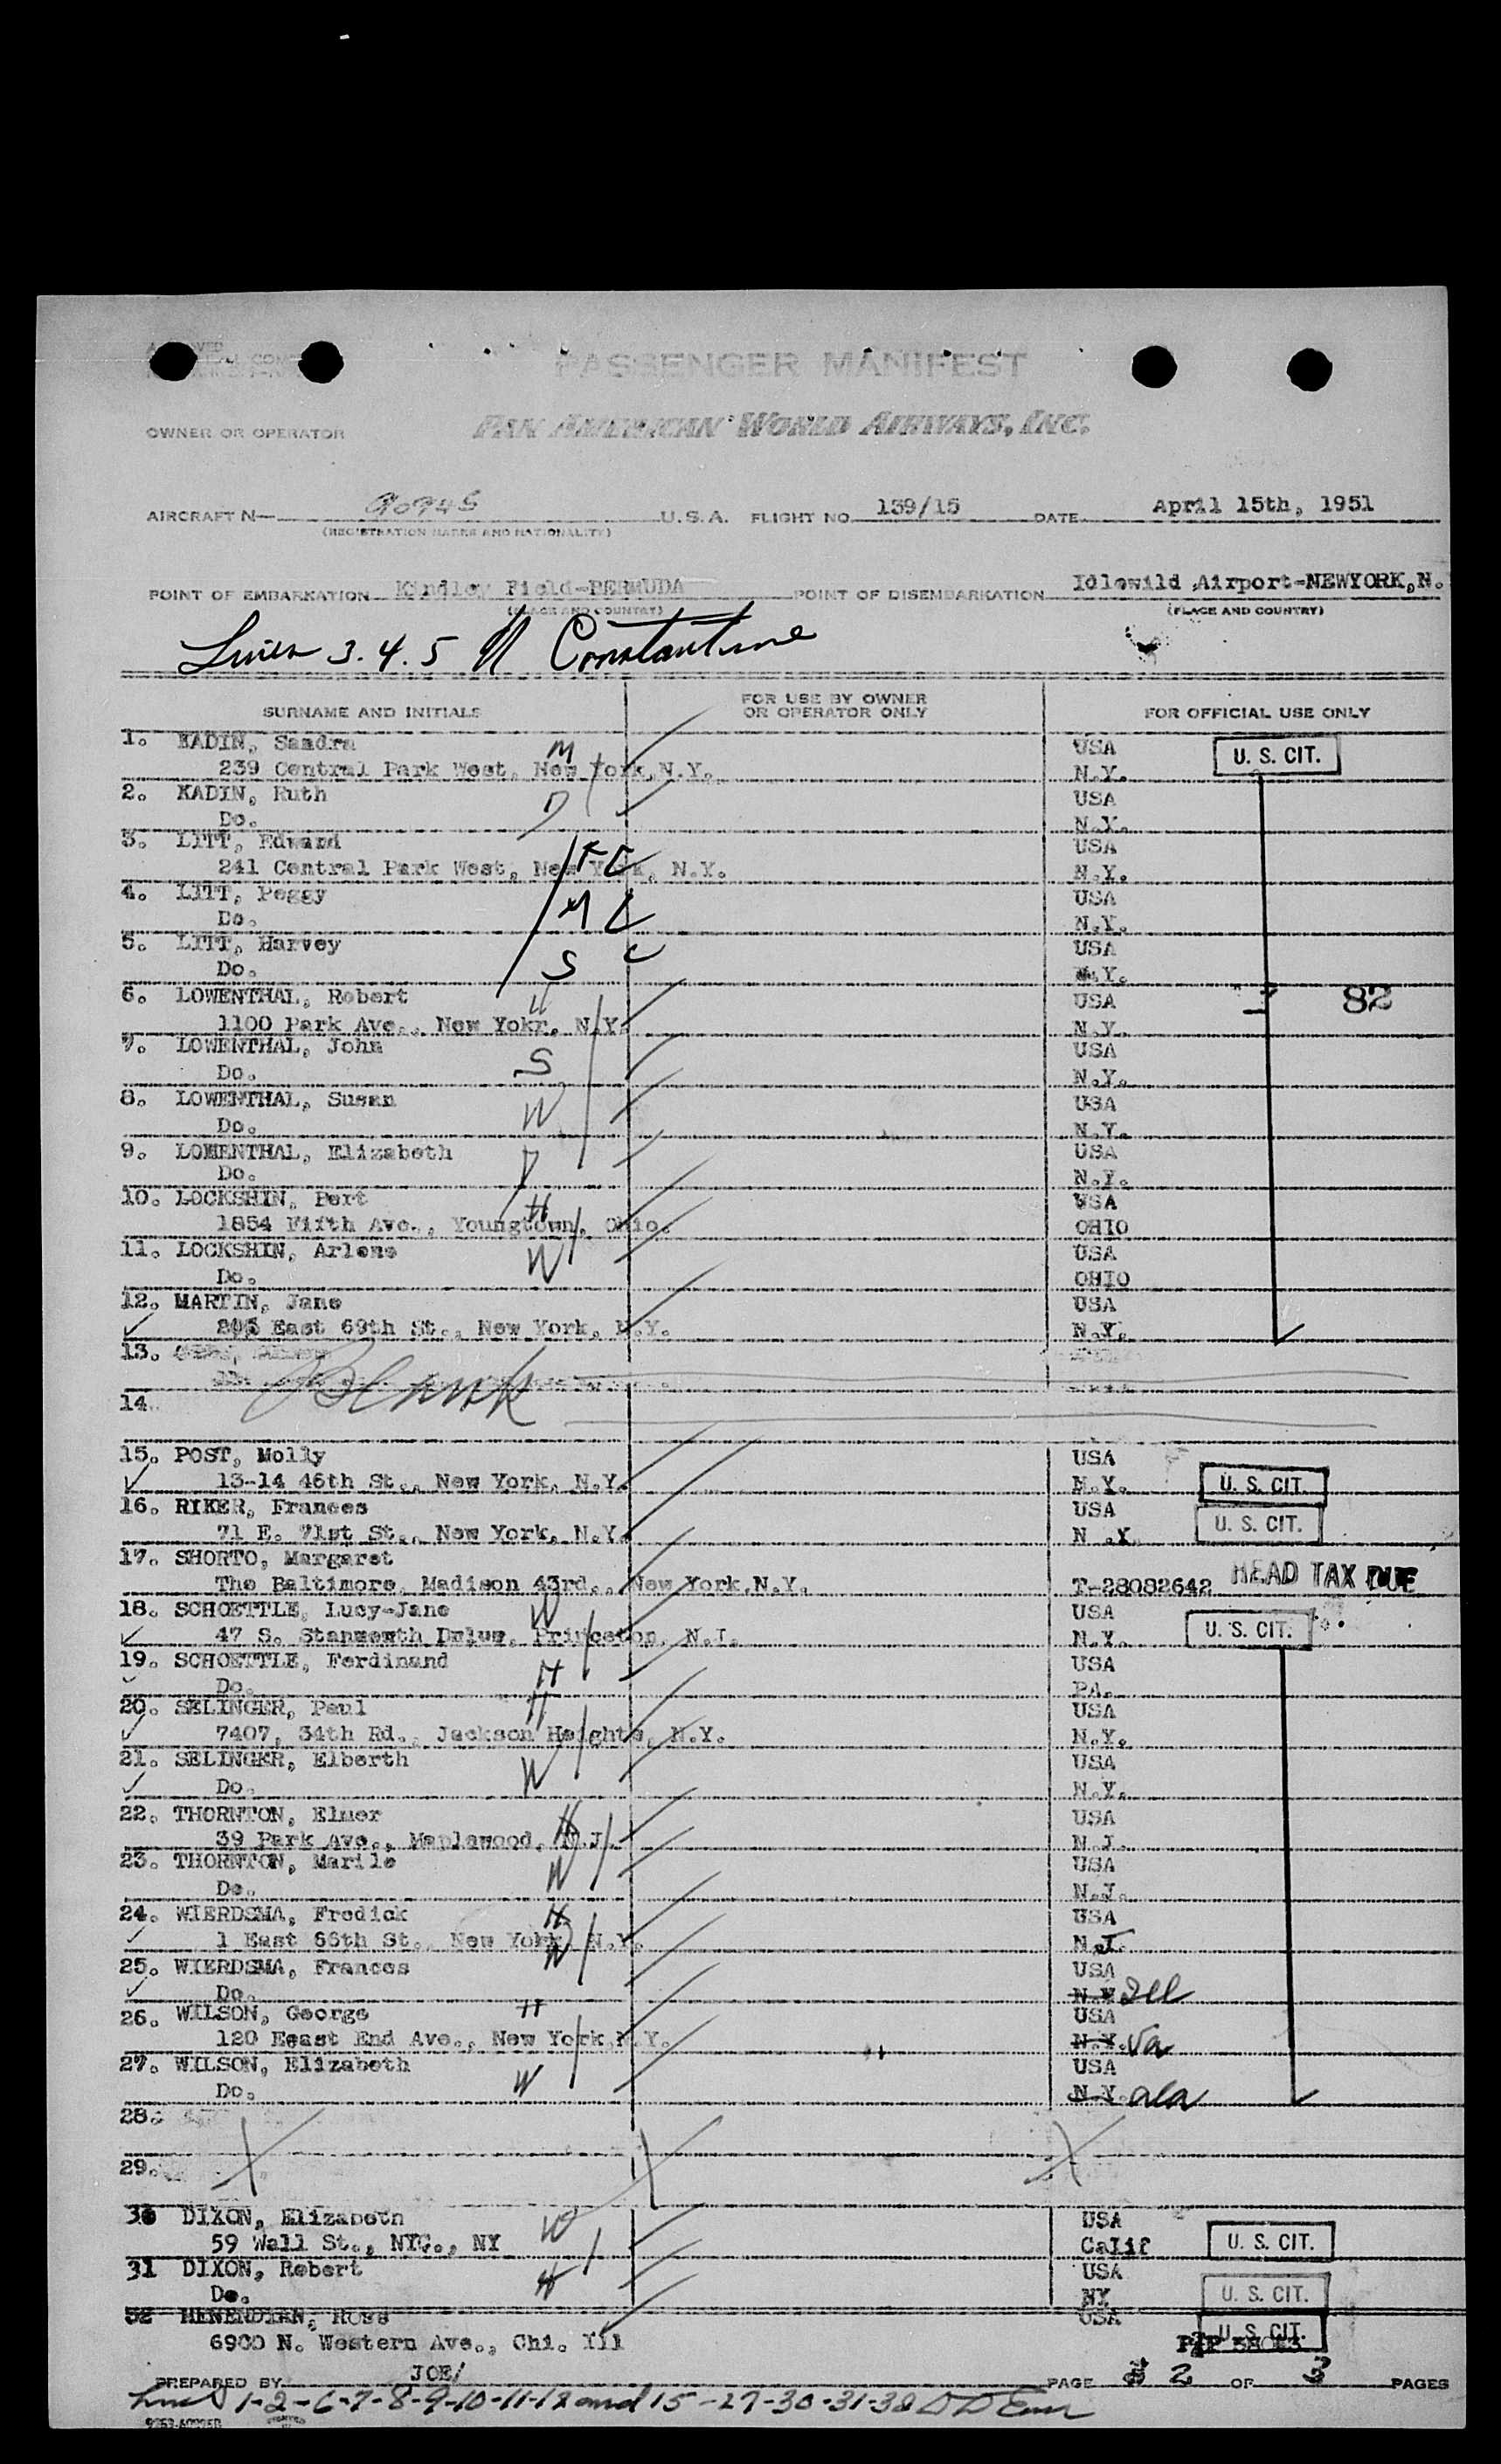 PASSENGER MANIFEST
PAN AMERICAN WORLD AIRWAYS, INC.
OWNER OR OPERATOR
AIRCRAFT N— 90945 U.S.A. FLIGHT NO. 139/15 DATE April 15th, 1951
(REGISTRATION MARKS AND NATIONALITY)
POINT OF EMBARKATION Kindley Field-BERMUDA POINT OF DISEMBARKATION Idlewild Airport-NEWYORK,N.
(PLACE AND COUNTRY) (PLACE AND COUNTRY)
Lines 3.4.5 Constantine
SURNAME AND INITIALS FOR USE BY OWNER OR OPERATOR ONLY FOR OFFICIAL USE ONLY
1. KADIN, Sandra M USA U. S. CIT.
239 Central Park West, New York,N.Y. N.Y.
2. KADIN, Ruth D USA
Do. N.Y.
3. LITT, Edward F C USA
241 Central Park West, New York, N.Y. N.Y.
4. LITT, Peggy M C USA
Do. N.Y.
5. LITT, Harvey S C USA
Do. N.Y.
6. LOWENTHAL, Robert USA 82
1100 Park Ave., New Yokr, N.Y. N.Y.
7. LOWENTHAL, John S USA
Do. N.Y.
8. LOWENTHAL, Susan W USA
Do. N.Y.
9. LOWENTHAL, Elizabeth D USA
Do. N.Y.
10. LOCKSHIN, Bert H USA
1854 Fifth Ave., Youngtown, Ohio. OHIO
11. LOCKSHIN, Arlene W USA
Do. OHIO
12. MARTIN, Jane USA
East 69th St., New York, N.Y. N.Y.
13.
Blank
14.
15. POST, Molly USA
13-14 46th St., New York, N.Y. N.Y. U. S. CIT.
16. RIKER, Frances USA
71 E. 71st St., New York, N.Y. N.Y. U. S. CIT.
17. SHORTO, Margaret
The Baltimore, Madison 43rd., New York,N.Y. T-28082642 HEAD TAX DUE
18. SCHOETTLE, Lucy-Jane W USA
47 S. Stanworth Drive, Princeton, N.J. N.Y. U. S. CIT.
19. SCHOETTLE, Ferdinand H USA
Do. PA.
20. SELINGER, Paul H USA
7407, 34th Rd., Jackson Heights, N.Y. N.Y.
21. SELINGER, Elberth W USA
Do. N.Y.
22. THORNTON, Elmer H USA
39 Park Ave., Maplewood, N.J. N.J.
23. THORNTON, Marile W USA
Do. N.J.
24. WIERDSMA, Fredick H USA
1 East 66th St., New York, N.Y. N.J.
25. WIERDSMA, Frances W USA
Do. N.Y. Ill
26. WILSON, George H USA
120 Eeast End Ave., New York,N.Y. N.Y. Va
27. WILSON, Elizabeth W USA
Do. N.Y. ala
28.
29.
30 DIXON, Elizabeth W USA
59 Wall St., NYC., NY Calif U. S. CIT.
31 DIXON, Robert H USA
Do. NY U. S. CIT.
32 USA
6900 N. Western Ave., Chi. Ill U. S. CIT.
PREPARED BY JOE/ PAGE 2 OF 3 PAGES
Lines 1-2-6-7-8-9-10-11-12 and 15-27-30-31-32